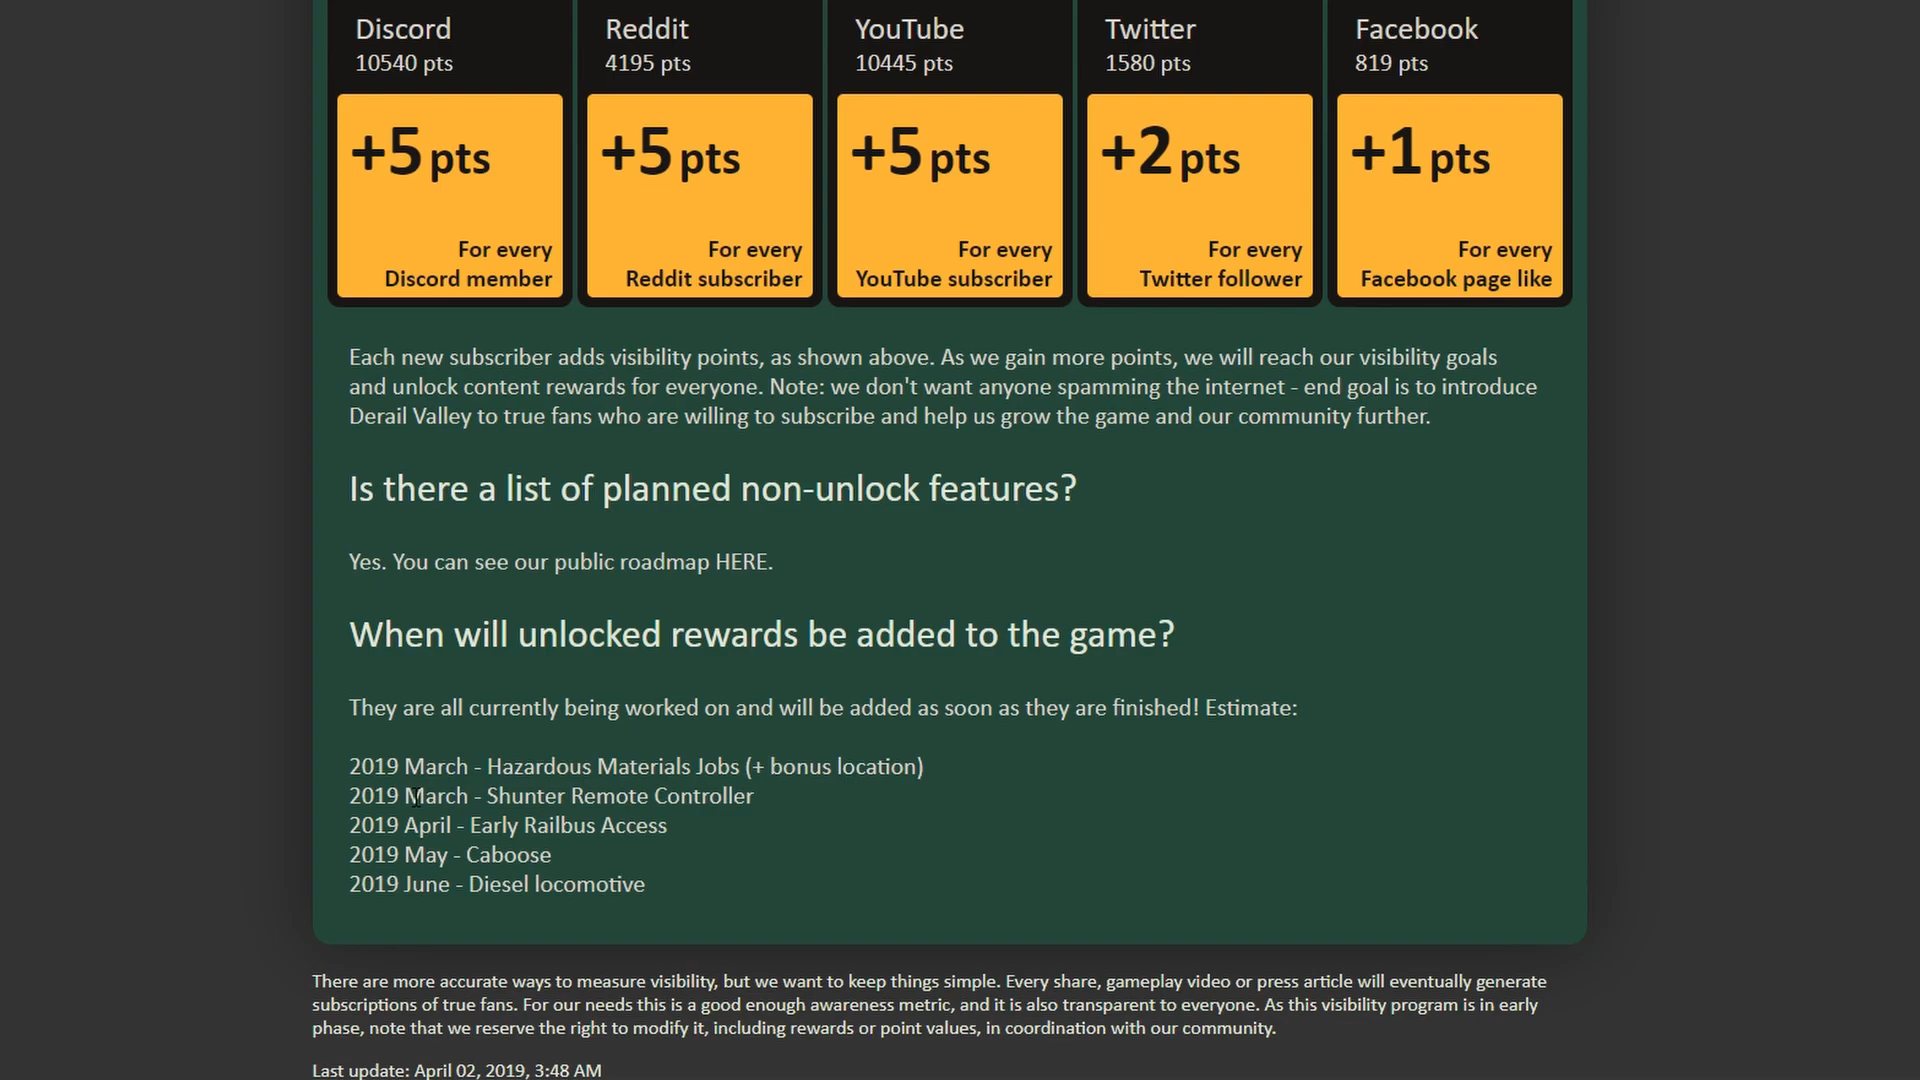 Discord
10540 pts
+5 pts
For every
Discord member
Reddit
4195 pts
+5 pts
For every
Reddit subscriber
YouTube
10445 pts
+5 pts
For every
YouTube subscriber
Twitter
1580 pts
+2 pts
For every
Twitter follower
Facebook
819 pts
+1 pts
For every
Facebook page like
Each new subscriber adds visibility points, as shown above. As we gain more points, we will reach our visibility goals
and unlock content rewards for everyone. Note: we don't want anyone spamming the internet - end goal is to introduce
Derail Valley to true fans who are willing to subscribe and help us grow the game and our community further.
Is there a list of planned non-unlock features?
Yes. You can see our public roadmap HERE.
When will unlocked rewards be added to the game?
They are all currently being worked on and will be added as soon as they are finished! Estimate:
2019 March - Hazardous Materials Jobs (+ bonus location)
2019 March - Shunter Remote Controller
2019 April - Early Railbus Access
2019 May - Caboose
2019 June - Diesel locomotive
There are more accurate ways to measure visibility, but we want to keep things simple. Every share, gameplay video or press article will eventually generate
subscriptions of true fans. For our needs this is a good enough awareness metric, and it is also transparent to everyone. As this visibility program is in early
phase, note that we reserve the right to modify it, including rewards or point values, in coordination with our community.
Last update: April 02, 2019, 3:48 AM